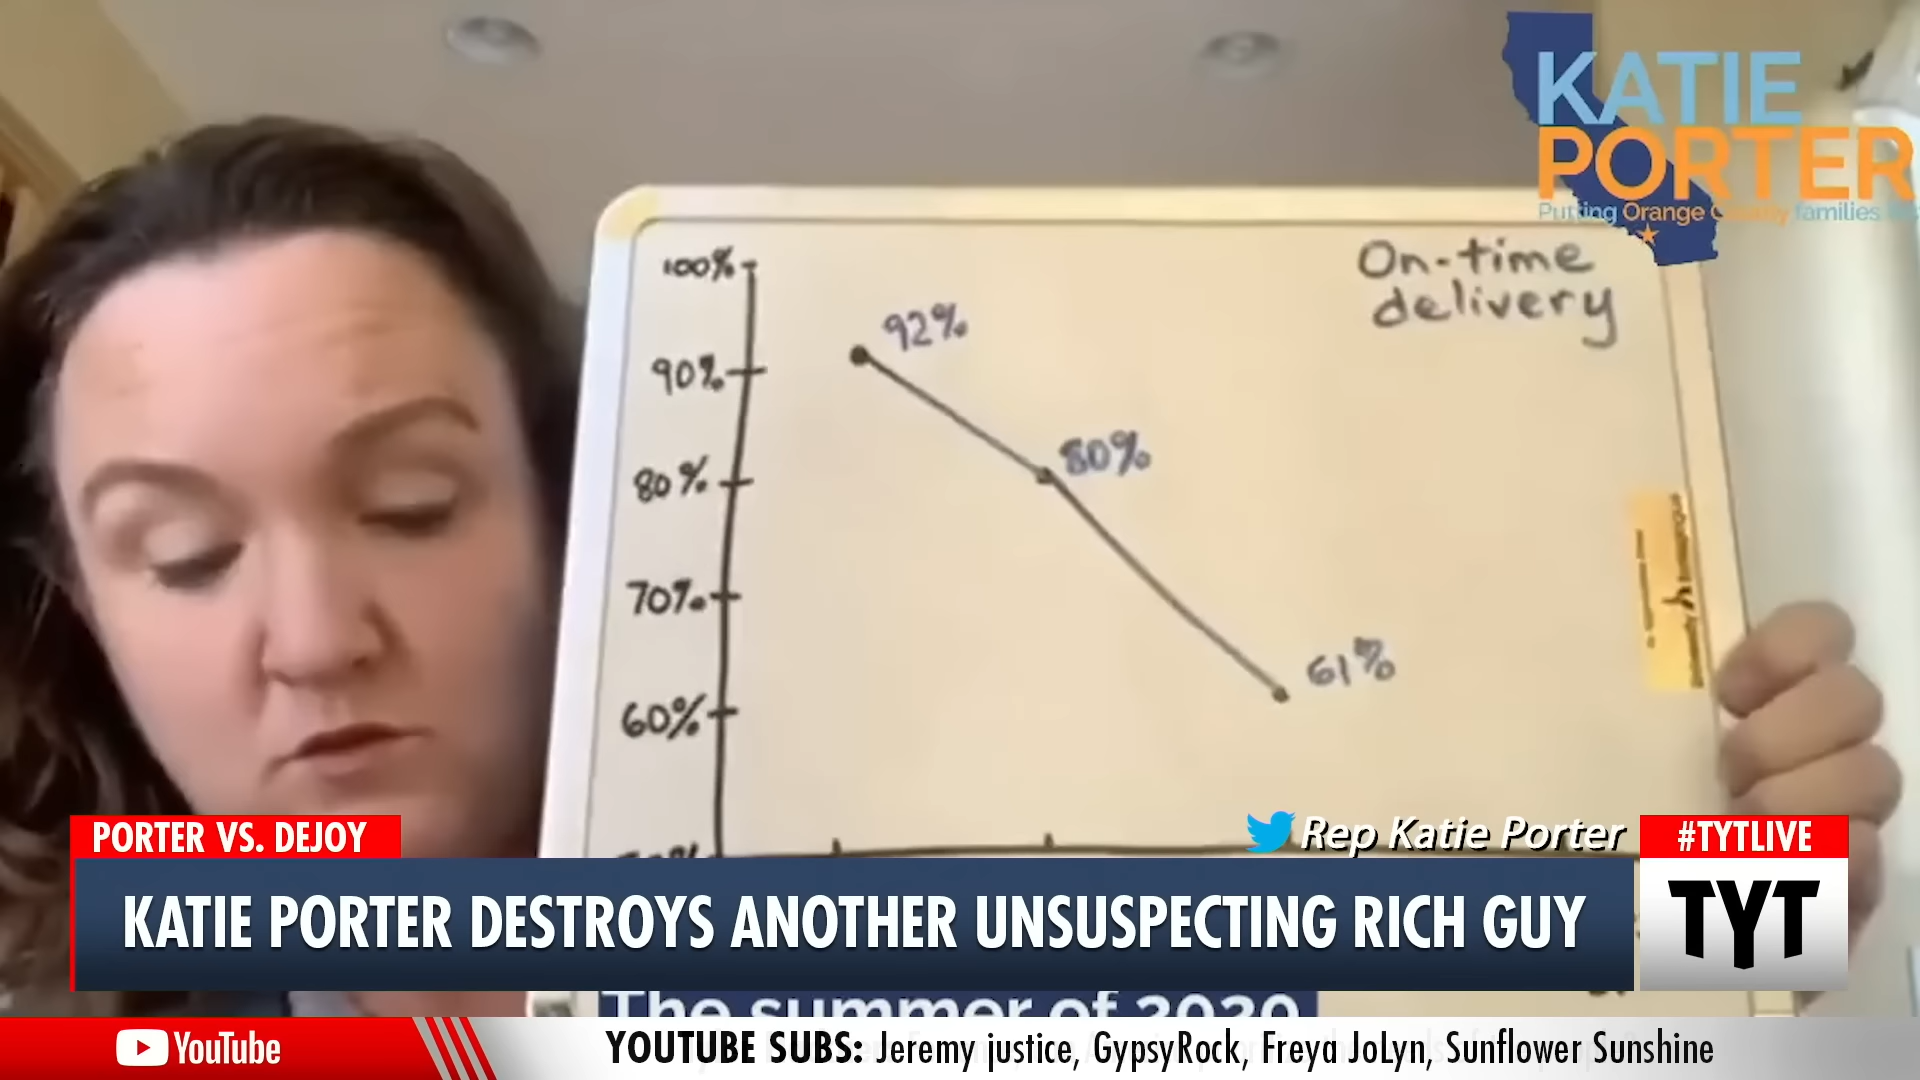 KATIE
PORTER
Putting Orange County families
On-time
delivery
100%
92%
90%
80%
80%
70%
61%
60%
PORTER VS. DEJOY
Rep Katie Porter
#TYTLIVE
KATIE PORTER DESTROYS ANOTHER UNSUSPECTING RICH GUY
TYT
The summer of 2020
YouTube
YOUTUBE SUBS: Jeremy justice, GypsyRock, Freya JoLyn, Sunflower Sunshine